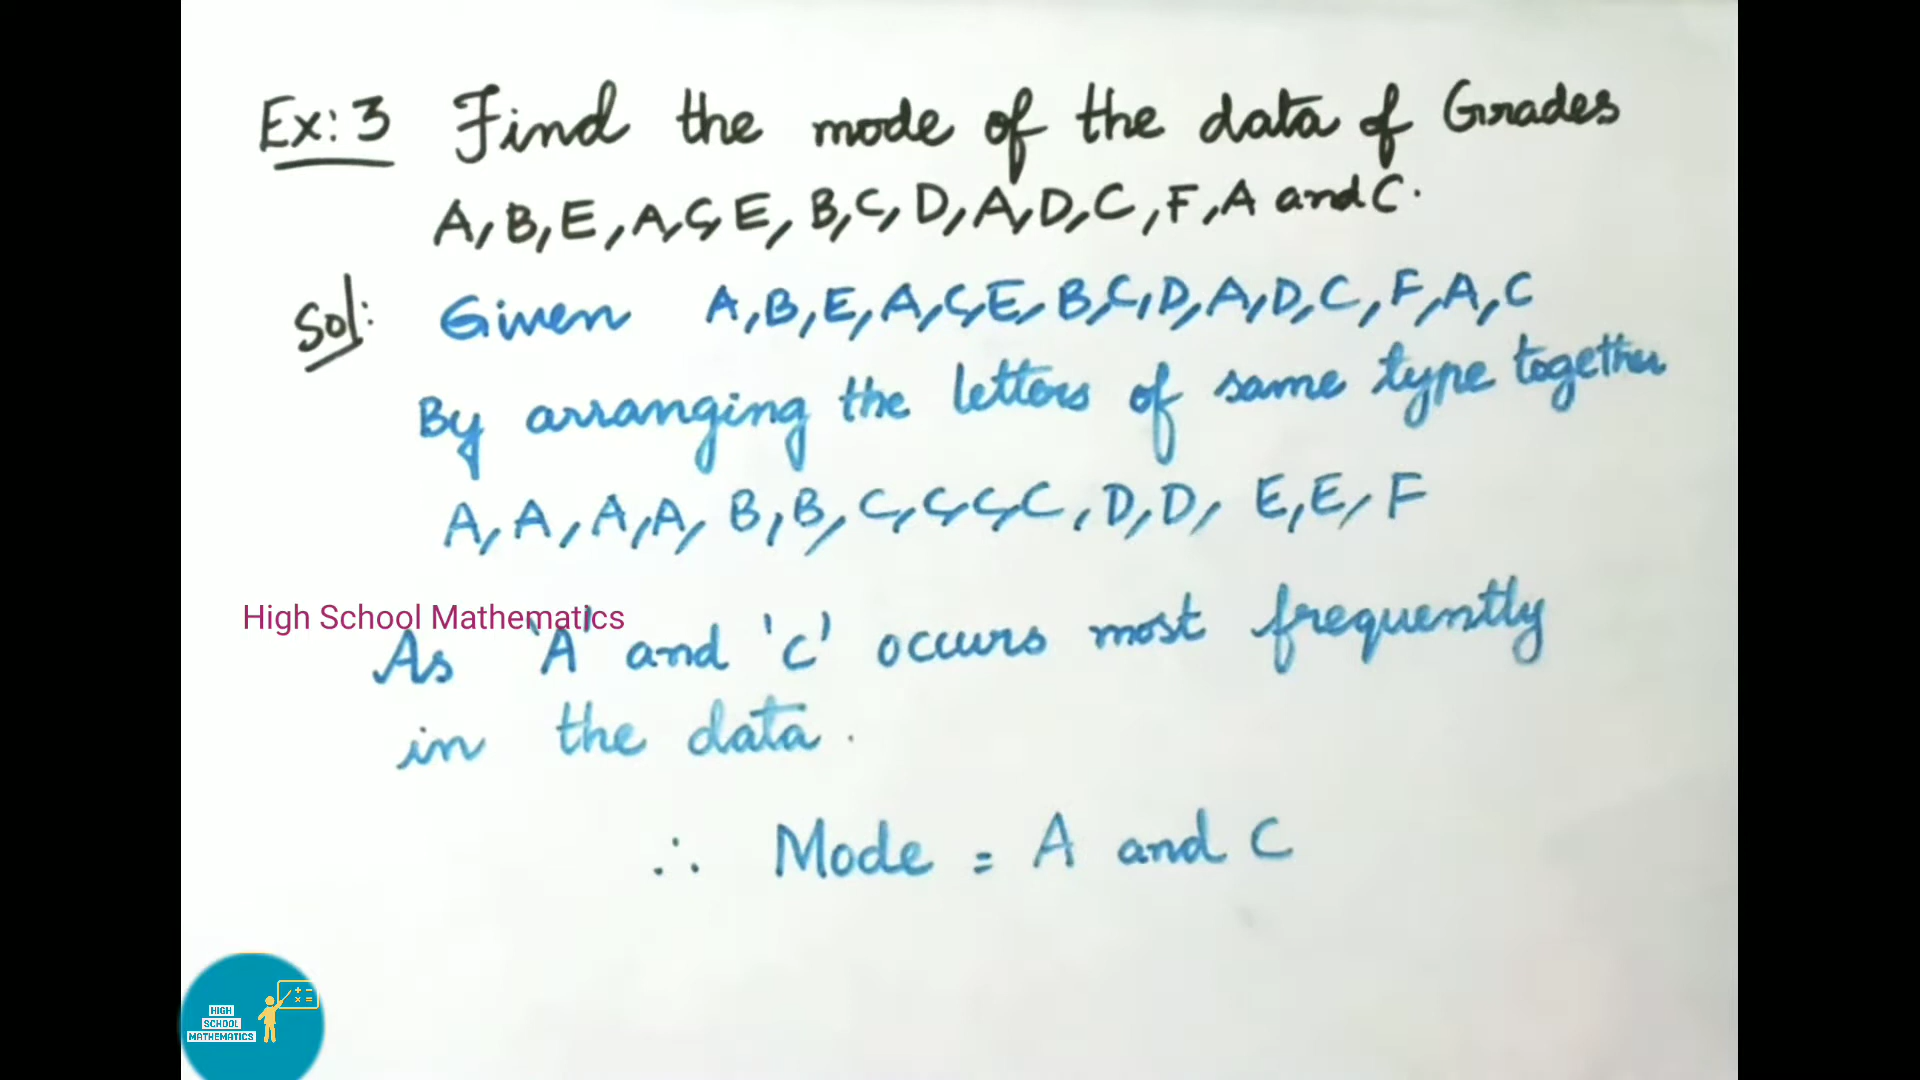 Ex: 3 Find the mode of the data of Grades
A, B, E, A, C, E, B, C, D, A, D, C, F, A and C.
Sol: Given A, B, E, A, C, E, B, C, D, A, D, C, F, A, C
By arranging the letters of same type together
A, A, A, A, B, B, C, C, C, C, D, D, E, E, F
High School Mathematics
As 'A' and 'C' occurs most frequently
in the data.
∴ Mode = A and C
HIGH
SCHOOL
MATHEMATICS